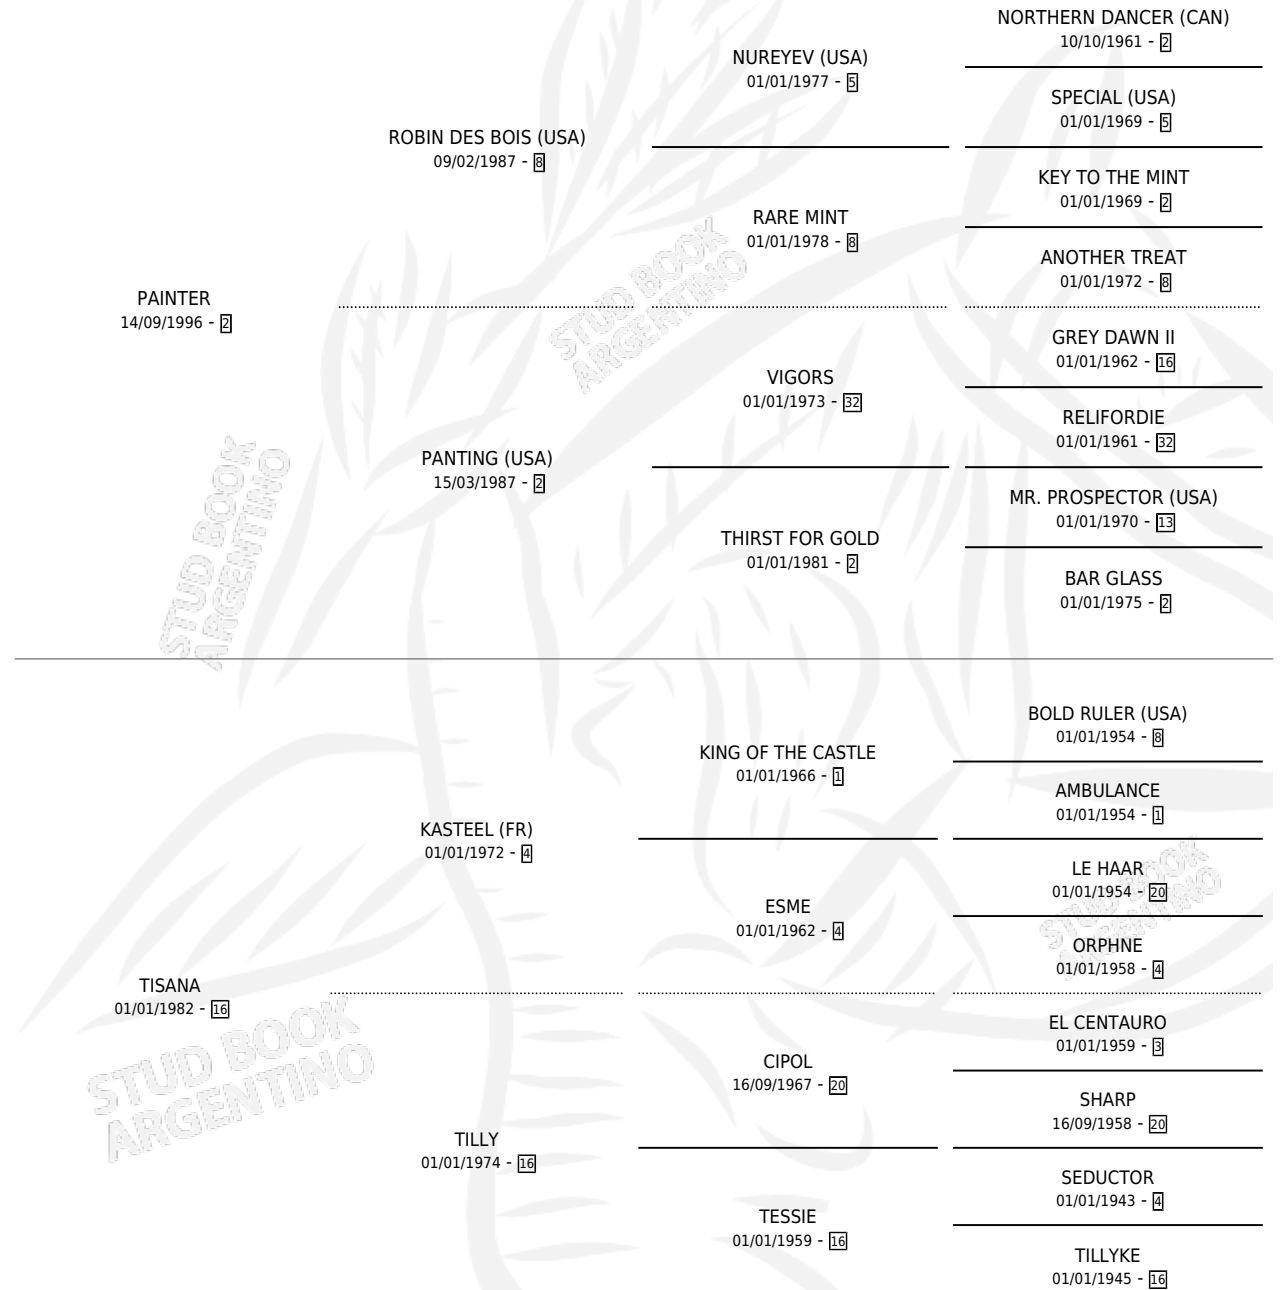 NORTHERN DANCER (CAN)
10/10/1961 - 2
NUREYEV (USA)
01/01/1977 - 5
SPECIAL (USA)
01/01/1969 - 5
ROBIN DES BOIS (USA)
09/02/1987 - 8
KEY TO THE MINT
01/01/1969 - 2
RARE MINT
01/01/1978 - 8
ANOTHER TREAT
01/01/1972 - 8
PAINTER
14/09/1996 - 2
GREY DAWN II
01/01/1962 - 16
VIGORS
01/01/1973 - 32
RELIFORDIE
01/01/1961 - 32
PANTING (USA)
15/03/1987 - 2
MR. PROSPECTOR (USA)
01/01/1970 - 13
THIRST FOR GOLD
01/01/1981 - 2
BAR GLASS
01/01/1975 - 2
BOLD RULER (USA)
01/01/1954 - 8
KING OF THE CASTLE
01/01/1966 - 1
AMBULANCE
01/01/1954 - 1
KASTEEL (FR)
01/01/1972 - 4
LE HAAR
01/01/1954 - 20
ESME
01/01/1962 - 4
ORPHNE
01/01/1958 - 4
TISANA
01/01/1982 - 16
EL CENTAURO
01/01/1959 - 3
CIPOL
16/09/1967 - 20
SHARP
16/09/1958 - 20
TILLY
01/01/1974 - 16
SEDUCTOR
01/01/1943 - 4
TESSIE
01/01/1959 - 16
TILLYKE
01/01/1945 - 16
STUD BOOK
ARGENTINO
STUD BOOK
ARGENTINO
STUD BOOK
ARGENTINO
STUD BOOK
ARGENTINO